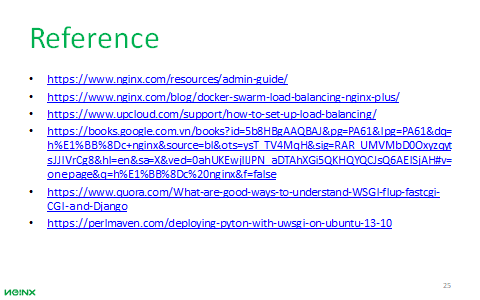 Reference
• https://www.nginx.com/resources/admin-guide/
• https://www.nginx.com/blog/docker-swarm-load-balancing-nginx-plus/
• https://www.upcloud.com/support/how-to-set-up-load-balancing/
• https://books.google.com.vn/books?id=5b8HBgAAQBAJ&pg=PA61&lpg=PA61&dq=
h%E1%BB%8Dc+nginx&source=bl&ots=ysT_TV4MqH&sig=RAR_UMVMbD0Oxyzqyt
sJJIVrCg8&hl=en&sa=X&ved=0ahUKEwjlIJPN_aDTAhXGi5QKHQYQCJsQ6AEISjAH#v=
onepage&q=h%E1%BB%8Dc%20nginx&f=false
• https://www.quora.com/What-are-good-ways-to-understand-WSGI-flup-fastcgi-
CGI-and-Django
• https://perlmaven.com/deploying-pyton-with-uwsgi-on-ubuntu-13-10
NGINX
25